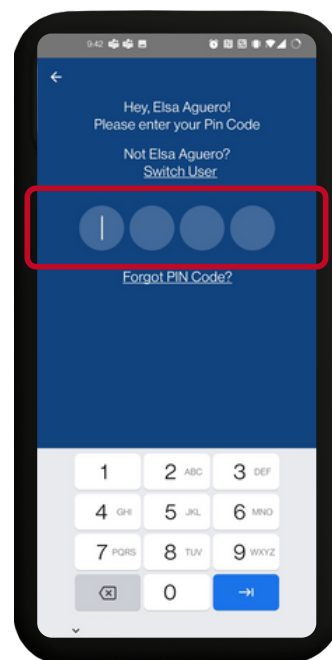 9:42
Hey, Elsa Aguero!
Please enter your Pin Code
Not Elsa Aguero?
Switch User
Forgot PIN Code?
1 2 ABC 3 DEF
4 GHI 5 JKL 6 MNO
7 PQRS 8 TUV 9 WXYZ
0